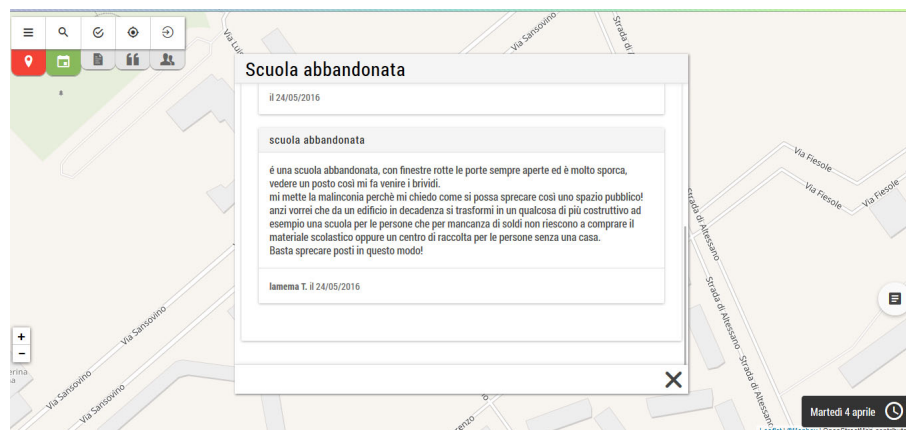 Scuola abbandonata
il 24/05/2016
scuola abbandonata
é una scuola abbandonata, con finestre rotte le porte sempre aperte ed è molto sporca,
vedere un posto così mi fa venire i brividi.
mi mette la malinconia perchè mi chiedo come si possa sprecare così uno spazio pubblico!
anzi vorrei che da un edificio in decadenza si trasformi in un qualcosa di più costruttivo ad
esempio una scuola per le persone che per mancanza di soldi non riescono a comprare il
materiale scolastico oppure un centro di raccolta per le persone senza una casa.
Basta sprecare posti in questo modo!
lamema T. il 24/05/2016
Via Sansovino
Strada di
Via Fiesole
Via Fiesole
Via Fiesole
Strada di Altessano
Strada di Altessano
Strada di Altessano
Via Sansovino
Via Sansovino
Via Sansovino
+
-
Martedì 4 aprile